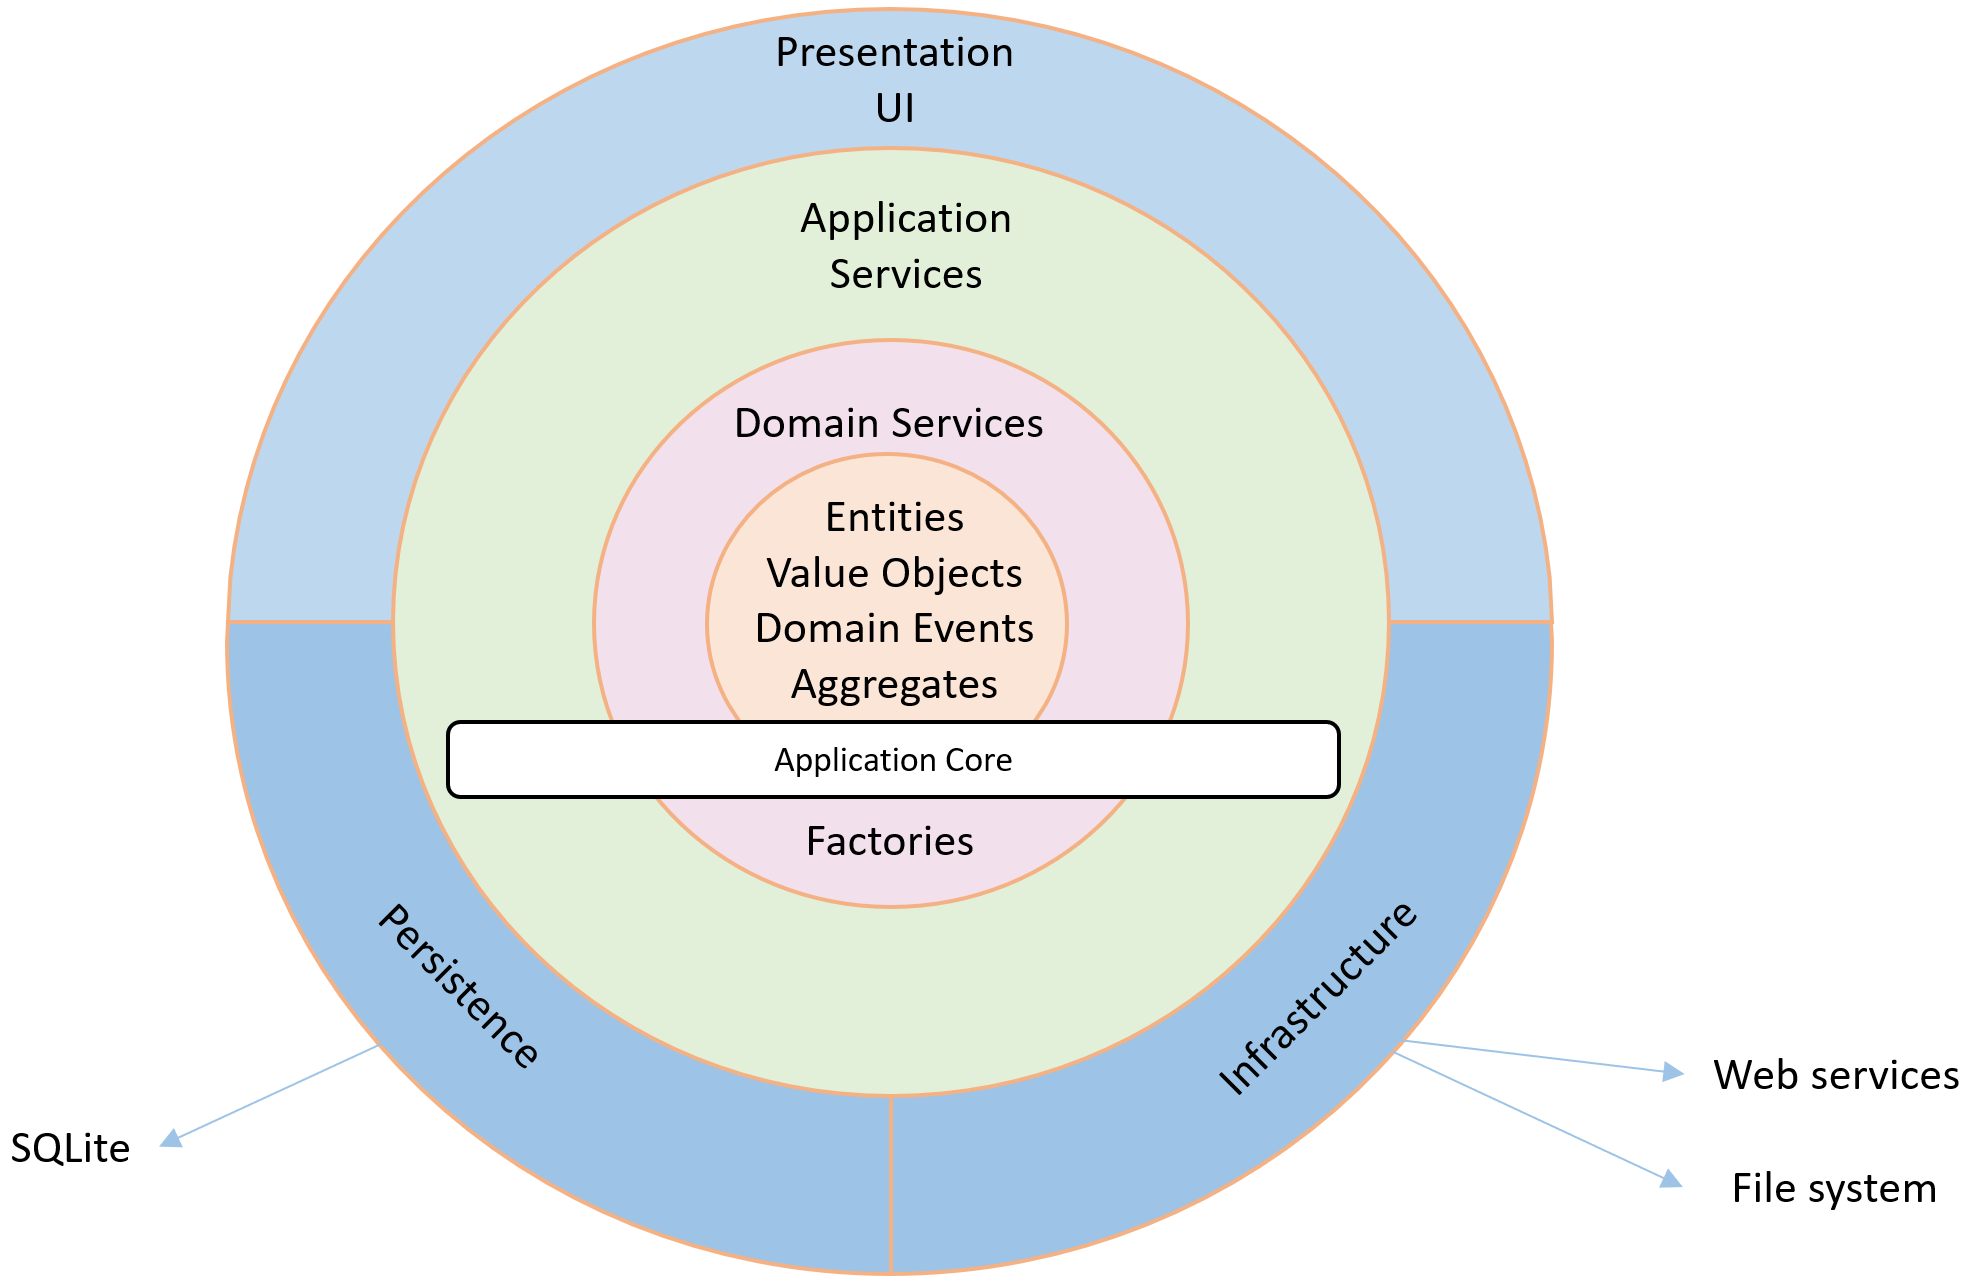 Presentation
UI
Application
Services
Domain Services
Entities
Value Objects
Domain Events
Aggregates
Application Core
Factories
Persistence
Infrastructure
SQLite
Web services
File system